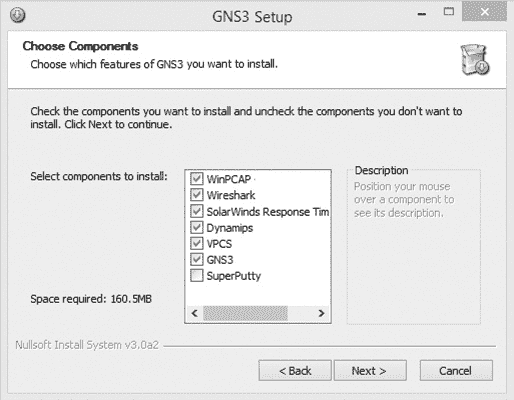 GNS3 Setup
Choose Components
Choose which features of GNS3 you want to install.
Check the components you want to install and uncheck the components you don't want to
install. Click Next to continue.
Select components to install:
WinPCAP
Wireshark
SolarWinds Response Tim
Dynamips
VPCS
GNS3
SuperPutty
Description
Position your mouse
over a component to
see its description.
Space required: 160.5MB
Nullsoft Install System v3.0a2
< Back
Next >
Cancel